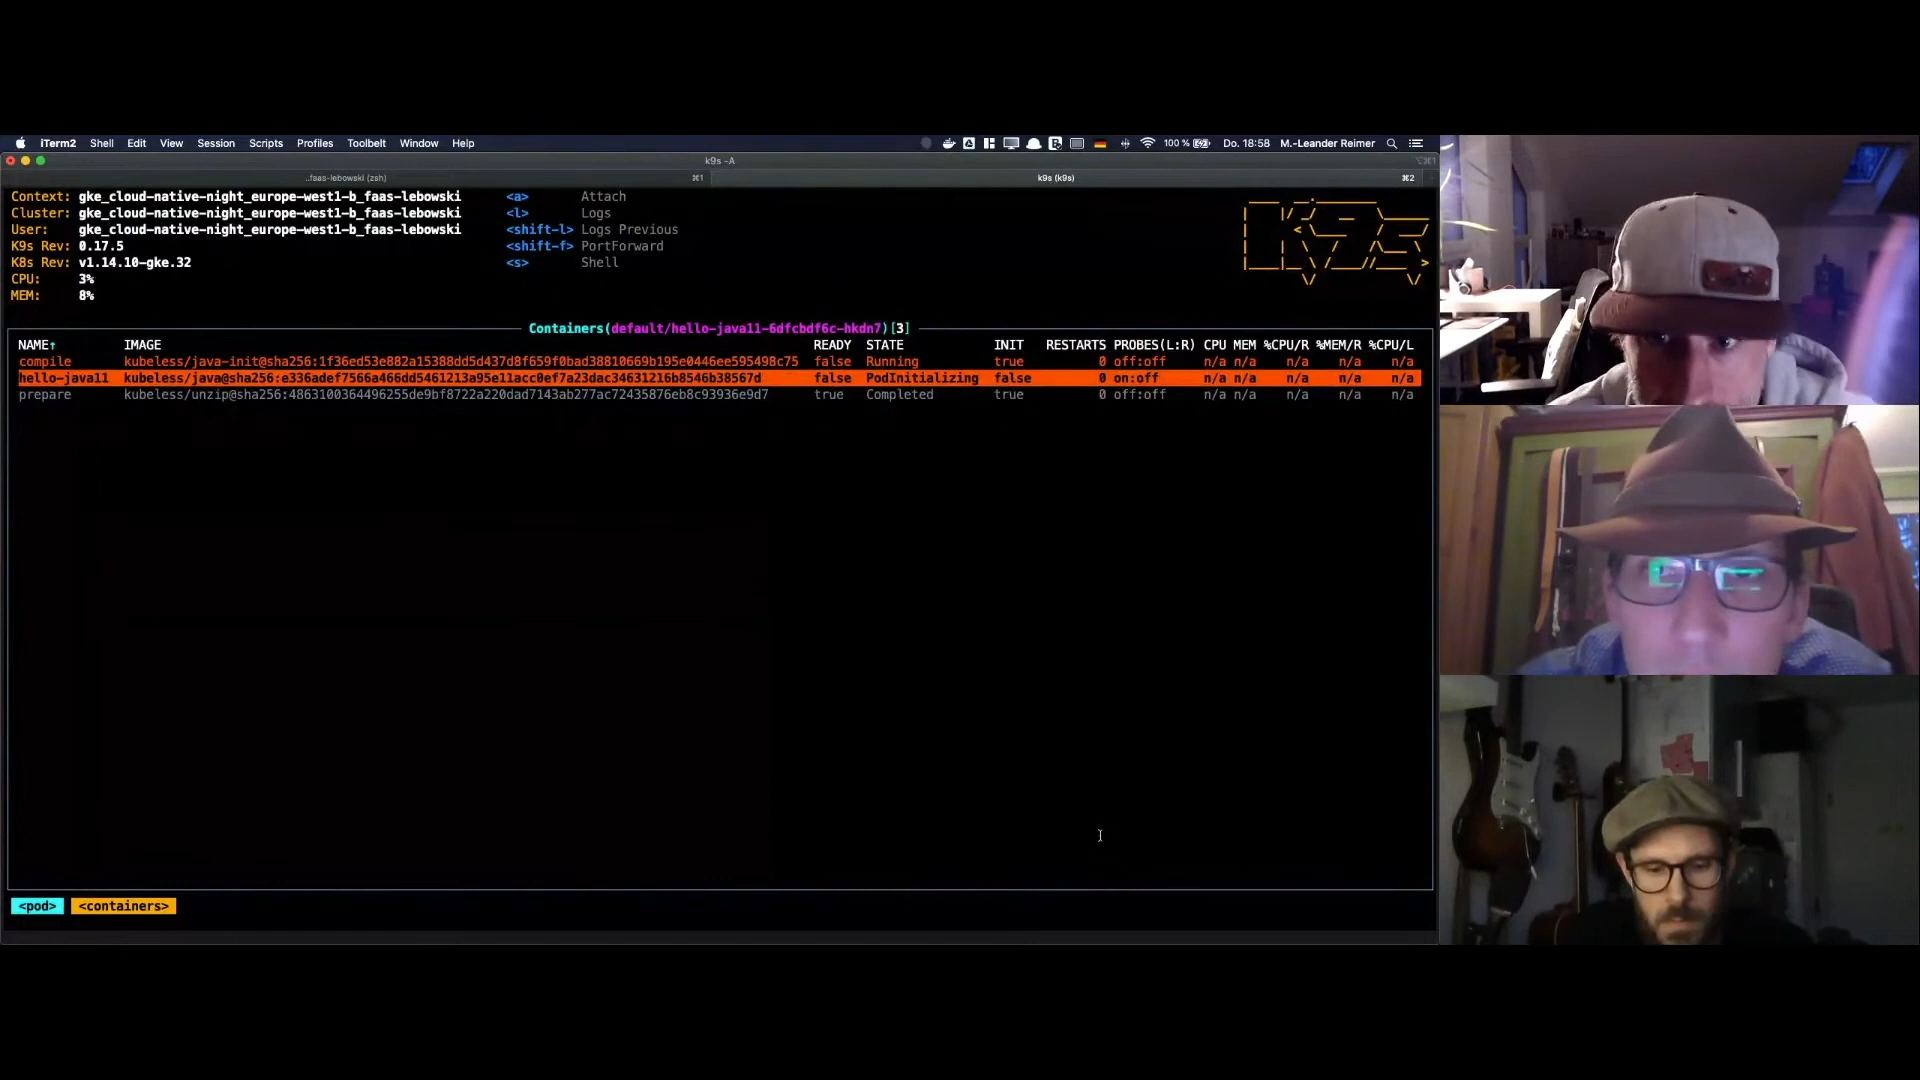 iTerm2 Shell Edit View Session Scripts Profiles Toolbelt Window Help 100 % Do. 18:58 M.-Leander Reimer
k9s -A
..faas-lebowski (zsh) ⌘1 k9s (k9s) ⌘2
Context: gke_cloud-native-night_europe-west1-b_faas-lebowski <a> Attach
Cluster: gke_cloud-native-night_europe-west1-b_faas-lebowski <l> Logs
User: gke_cloud-native-night_europe-west1-b_faas-lebowski <shift-l> Logs Previous
K9s Rev: 0.17.5 <shift-f> PortForward
K8s Rev: v1.14.10-gke.32 <s> Shell
CPU: 3%
MEM: 8%
K9s
Containers(default/hello-java11-6dfcbdf6c-hkdn7)[3]
NAME↑ IMAGE READY STATE INIT RESTARTS PROBES(L:R) CPU MEM %CPU/R %MEM/R %CPU/L
compile kubeless/java-init@sha256:1f36ed53e882a15388dd5d437d8f659f0bad38810669b195e0446ee595498c75 false Running true 0 off:off n/a n/a n/a n/a n/a
hello-java11 kubeless/java@sha256:e336adef7566a466dd5461213a95e11acc0ef7a23dac34631216b8546b38567d false PodInitializing false 0 on:off n/a n/a n/a n/a n/a
prepare kubeless/unzip@sha256:4863100364496255de9bf8722a220dad7143ab277ac72435876eb8c93936e9d7 true Completed true 0 off:off n/a n/a n/a n/a n/a
<pod> <containers>